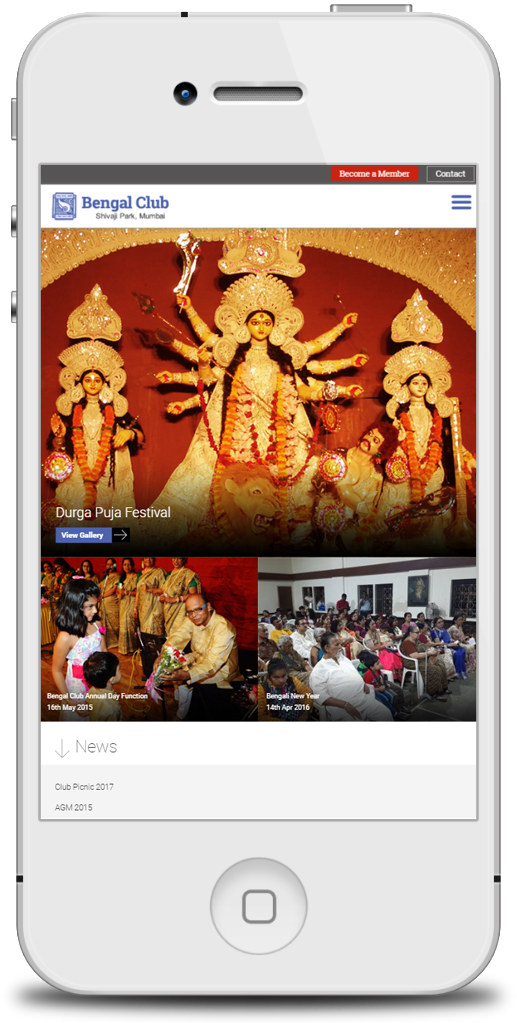 Become a Member
Contact
Bengal Club
Shivaji Park, Mumbai
Durga Puja Festival
View Gallery
Bengal Club Annual Day Function
16th May 2015
Bengali New Year
14th Apr 2016
News
Club Picnic 2017
AGM 2015